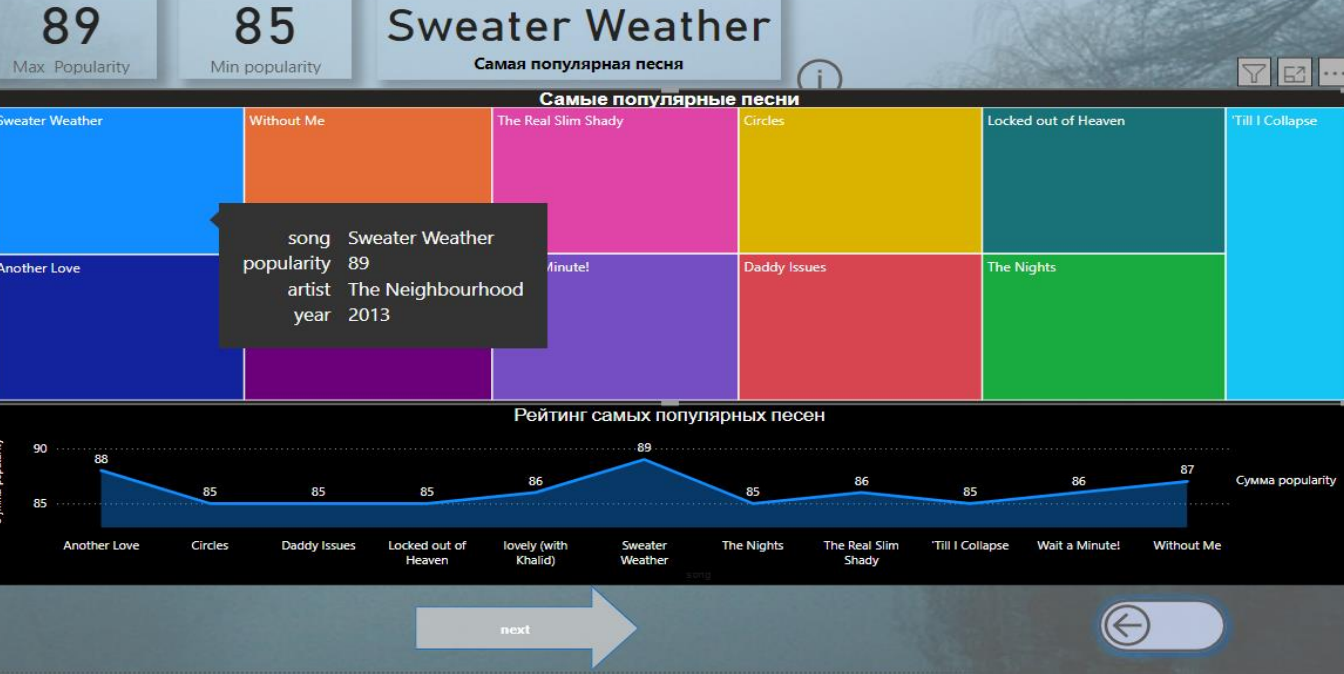 89
Max Popularity
85
Min popularity
Sweater Weather
Самая популярная песня
Самые популярные песни
Sweater Weather
Without Me
The Real Slim Shady
Circles
Locked out of Heaven
'Till I Collapse
song Sweater Weather
popularity 89
artist The Neighbourhood
year 2013
Another Love
Minute!
Daddy Issues
The Nights
Рейтинг самых популярных песен
90
85
88
85
85
85
86
89
85
86
85
86
87
Сумма popularity
Another Love
Circles
Daddy Issues
Locked out of
Heaven
lovely (with
Khalid)
Sweater
Weather
The Nights
The Real Slim
Shady
'Till I Collapse
Wait a Minute!
Without Me
song
next